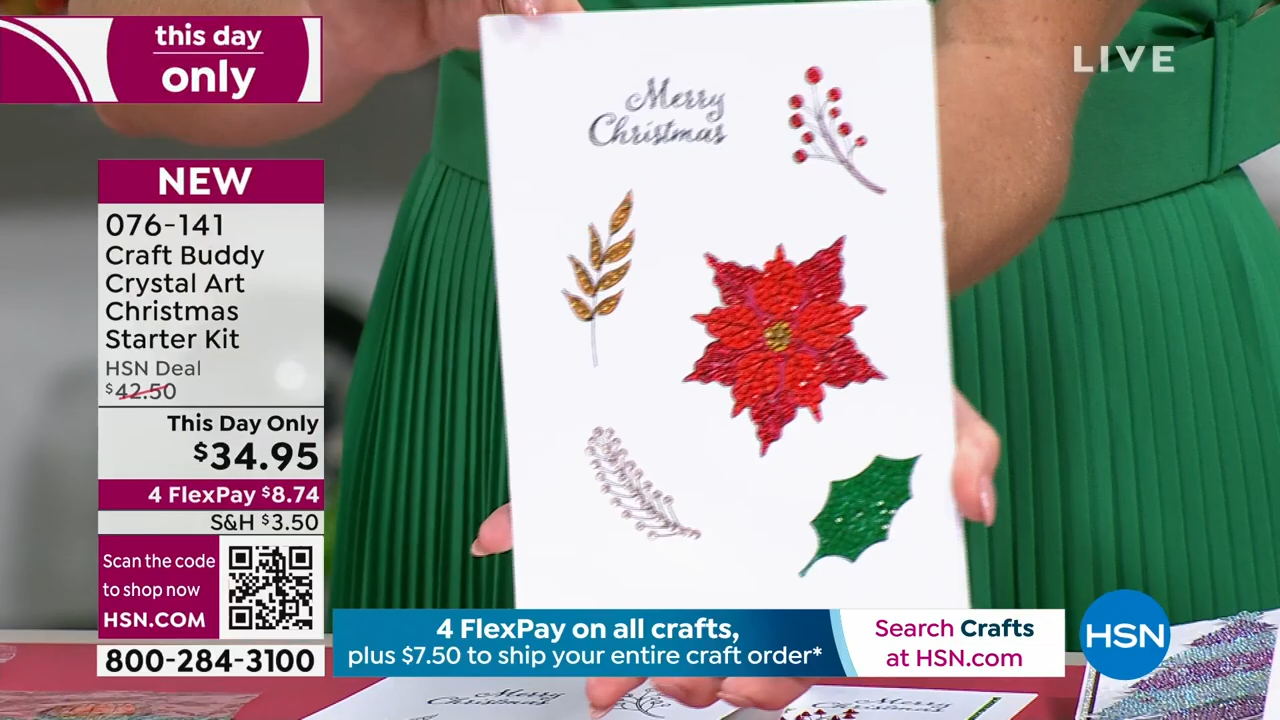 this day
only
LIVE
NEW
076-141
Craft Buddy
Crystal Art
Christmas
Starter Kit
HSN Deal
$42.50
This Day Only
$34.95
4 FlexPay $8.74
S&H $3.50
Scan the code
to shop now
HSN.COM
800-284-3100
Merry
Christmas
4 FlexPay on all crafts,
plus $7.50 to ship your entire craft order*
Search Crafts
at HSN.com
HSN
Merry
Christmas